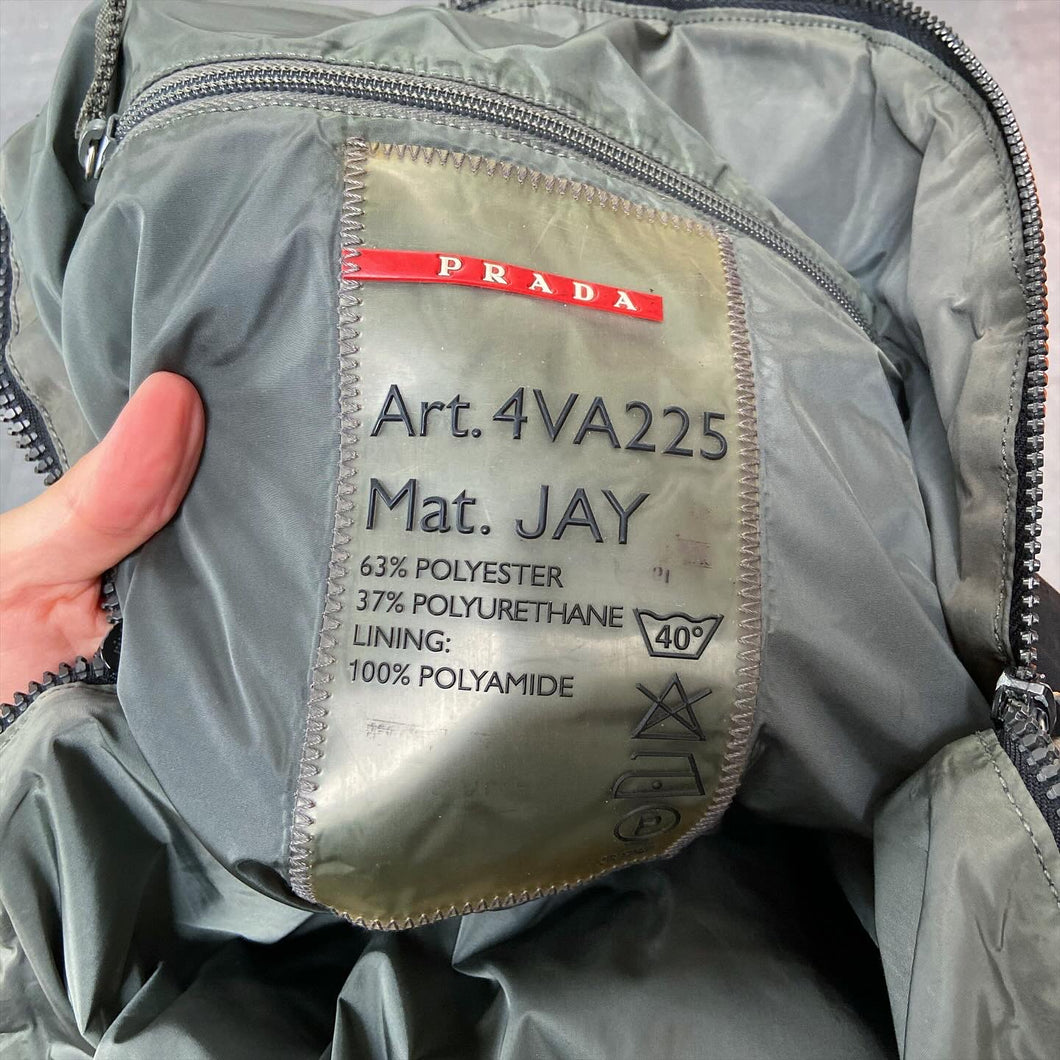 PRADA
Art. 4VA225
Mat. JAY
63% POLYESTER
37% POLYURETHANE
LINING:
100% POLYAMIDE
40°
P